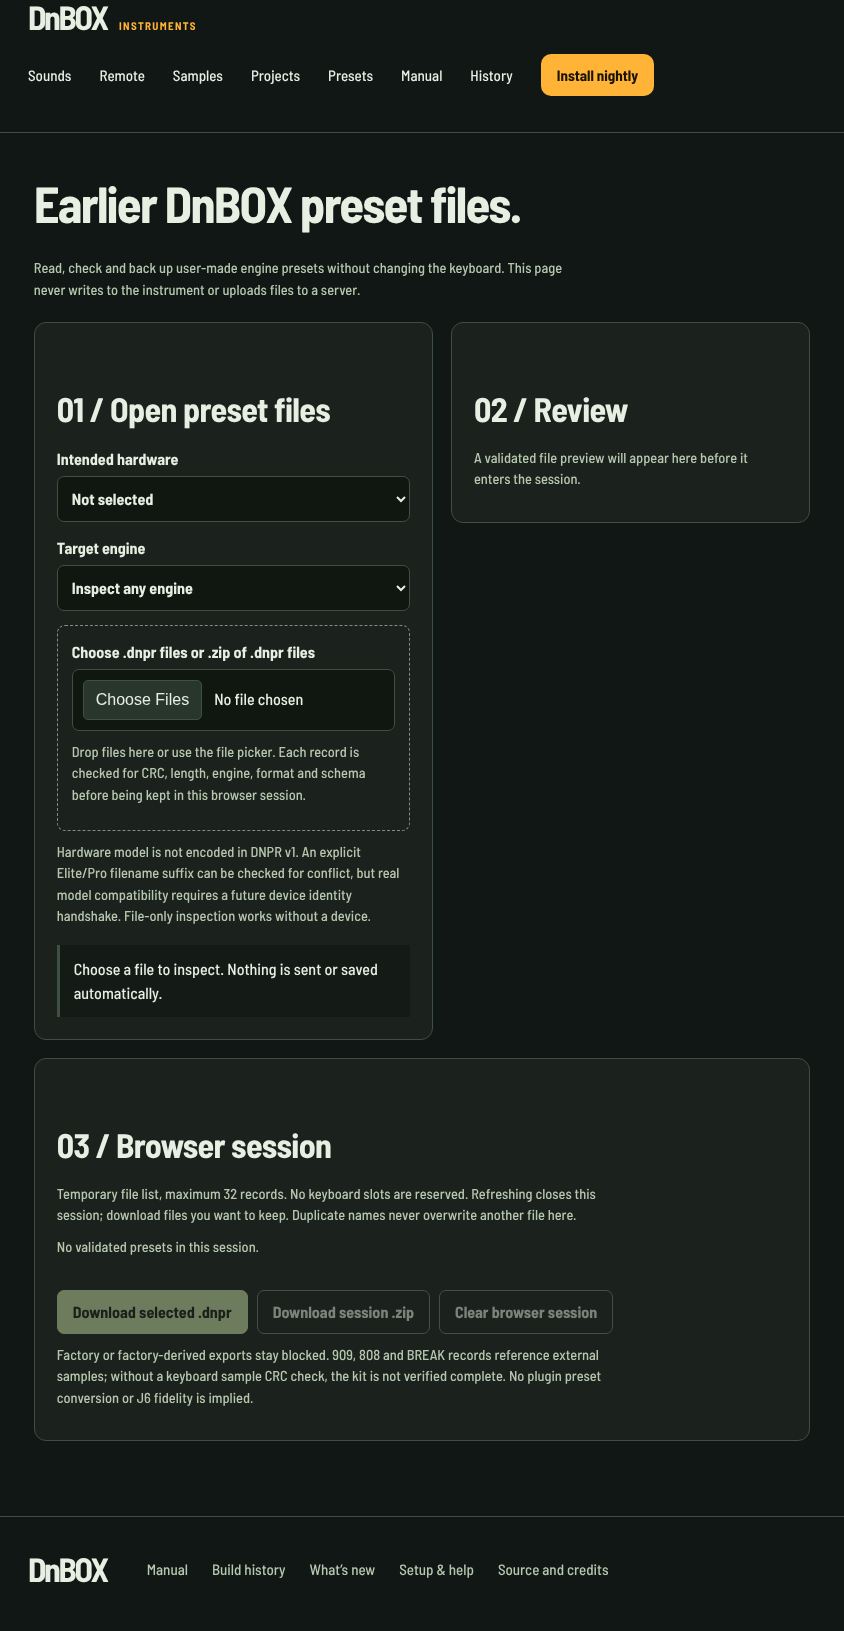 DnBOX INSTRUMENTS
Sounds Remote Samples Projects Presets Manual History Install nightly
Earlier DnBOX preset files.
Read, check and back up user-made engine presets without changing the keyboard. This page
never writes to the instrument or uploads files to a server.
01 / Open preset files
Intended hardware
Not selected
Target engine
Inspect any engine
Choose .dnpr files or .zip of .dnpr files
Choose Files No file chosen
Drop files here or use the file picker. Each record is
checked for CRC, length, engine, format and schema
before being kept in this browser session.
Hardware model is not encoded in DNPR v1. An explicit
Elite/Pro filename suffix can be checked for conflict, but real
model compatibility requires a future device identity
handshake. File-only inspection works without a device.
Choose a file to inspect. Nothing is sent or saved
automatically.
02 / Review
A validated file preview will appear here before it
enters the session.
03 / Browser session
Temporary file list, maximum 32 records. No keyboard slots are reserved. Refreshing closes this
session; download files you want to keep. Duplicate names never overwrite another file here.
No validated presets in this session.
Download selected .dnpr Download session .zip Clear browser session
Factory or factory-derived exports stay blocked. 909, 808 and BREAK records reference external
samples; without a keyboard sample CRC check, the kit is not verified complete. No plugin preset
conversion or J6 fidelity is implied.
DnBOX Manual Build history What's new Setup & help Source and credits